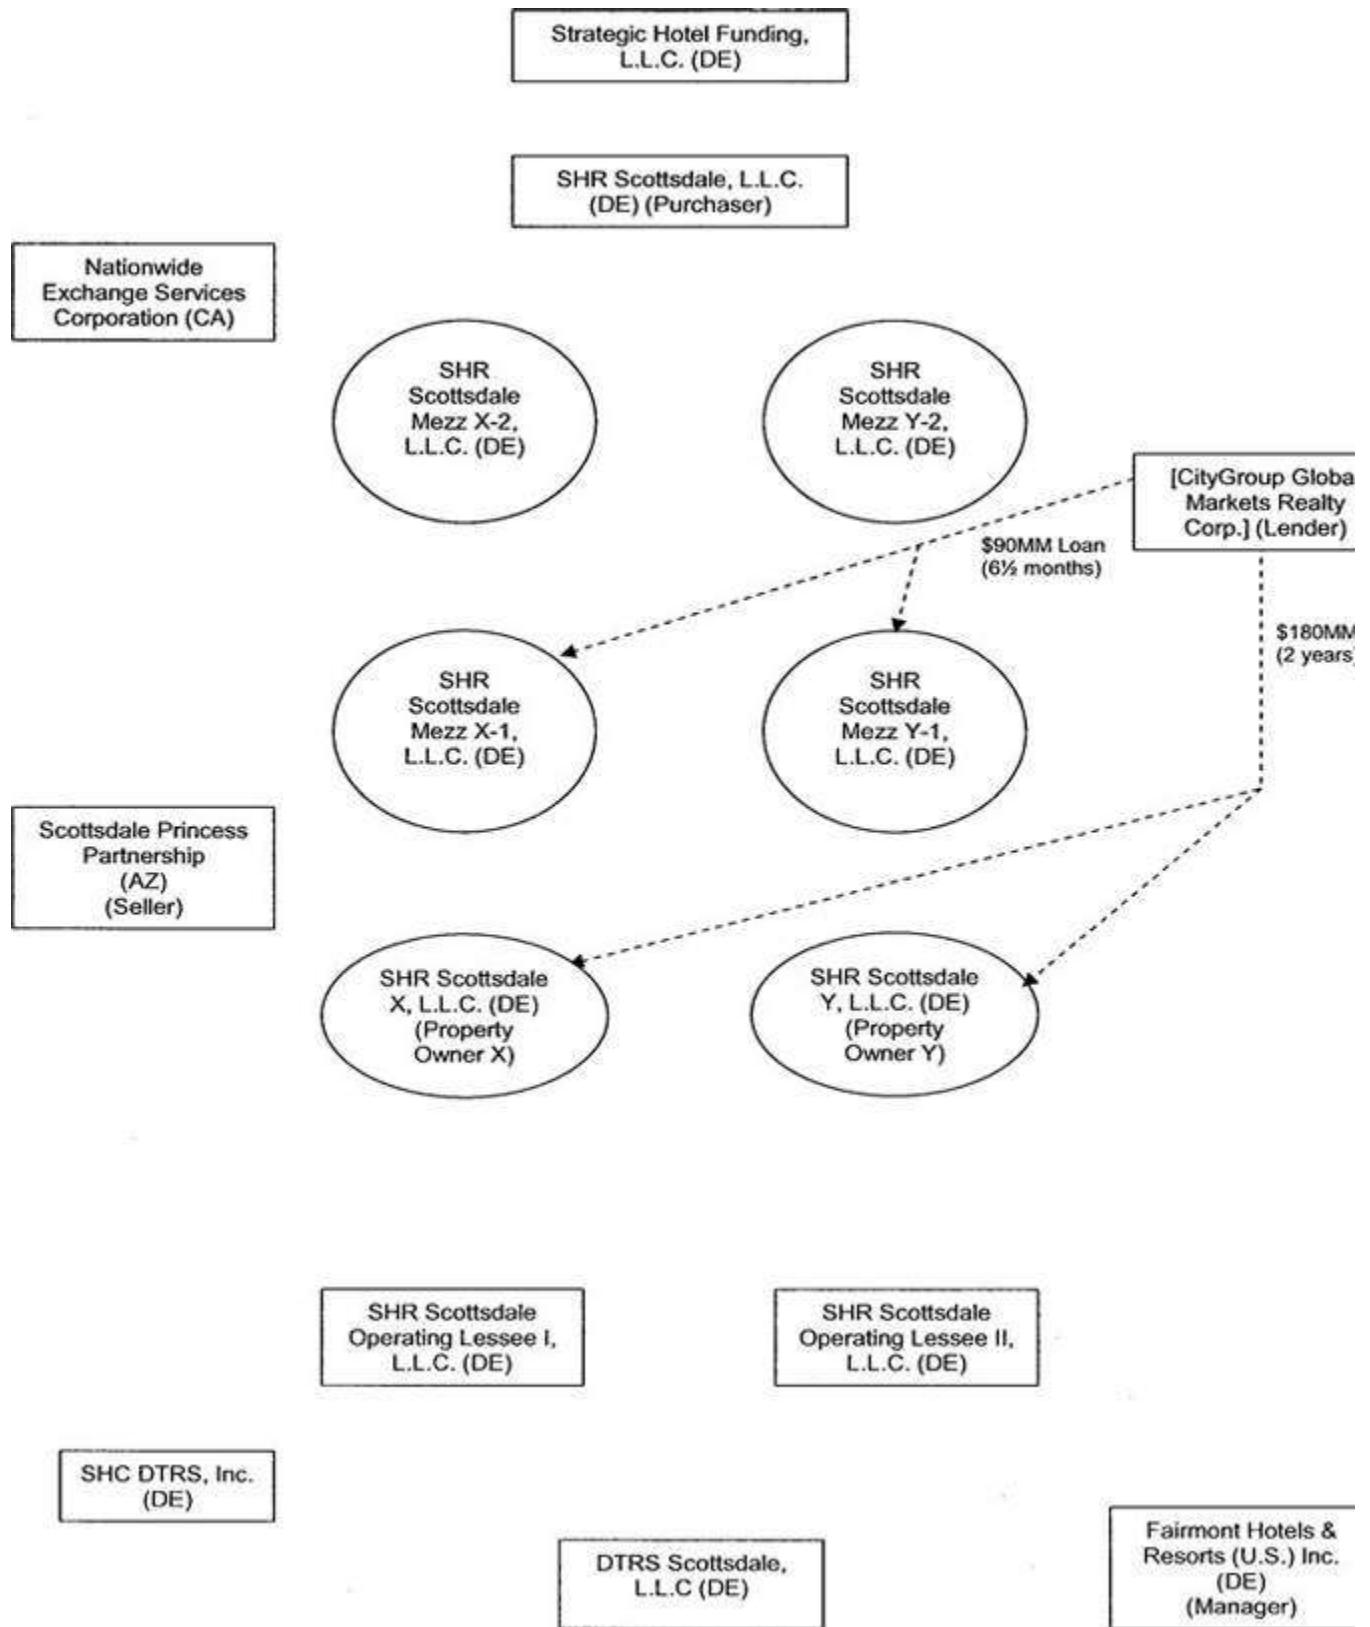 Strategic Hotel Funding,
L.L.C. (DE)
SHR Scottsdale, L.L.C.
(DE) (Purchaser)
Nationwide
Exchange Services
Corporation (CA)
SHR
Scottsdale
Mezz X-2,
L.L.C. (DE)
SHR
Scottsdale
Mezz Y-2,
L.L.C. (DE)
[CityGroup Globa
Markets Realty
Corp.] (Lender)
$90MM Loan
(6½ months)
$180MM
(2 years)
SHR
Scottsdale
Mezz X-1,
L.L.C. (DE)
SHR
Scottsdale
Mezz Y-1,
L.L.C. (DE)
Scottsdale Princess
Partnership
(AZ)
(Seller)
SHR Scottsdale
X, L.L.C. (DE)
(Property
Owner X)
SHR Scottsdale
Y, L.L.C. (DE)
(Property
Owner Y)
SHR Scottsdale
Operating Lessee I,
L.L.C. (DE)
SHR Scottsdale
Operating Lessee II,
L.L.C. (DE)
SHC DTRS, Inc.
(DE)
DTRS Scottsdale,
L.L.C (DE)
Fairmont Hotels &
Resorts (U.S.) Inc.
(DE)
(Manager)